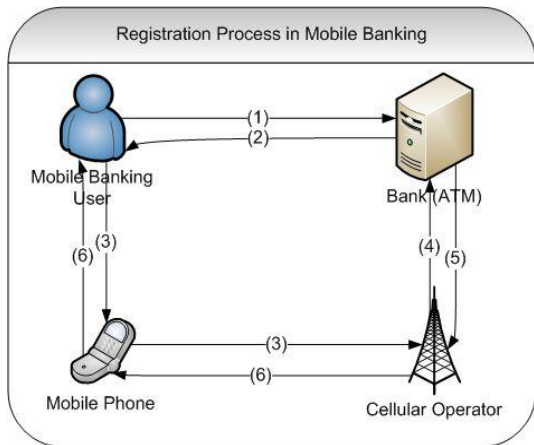 Registration Process in Mobile Banking
(1)
(2)
Mobile Banking
User
Bank (ATM)
(3)
(6)
(4)
(5)
(3)
(6)
Mobile Phone
Cellular Operator